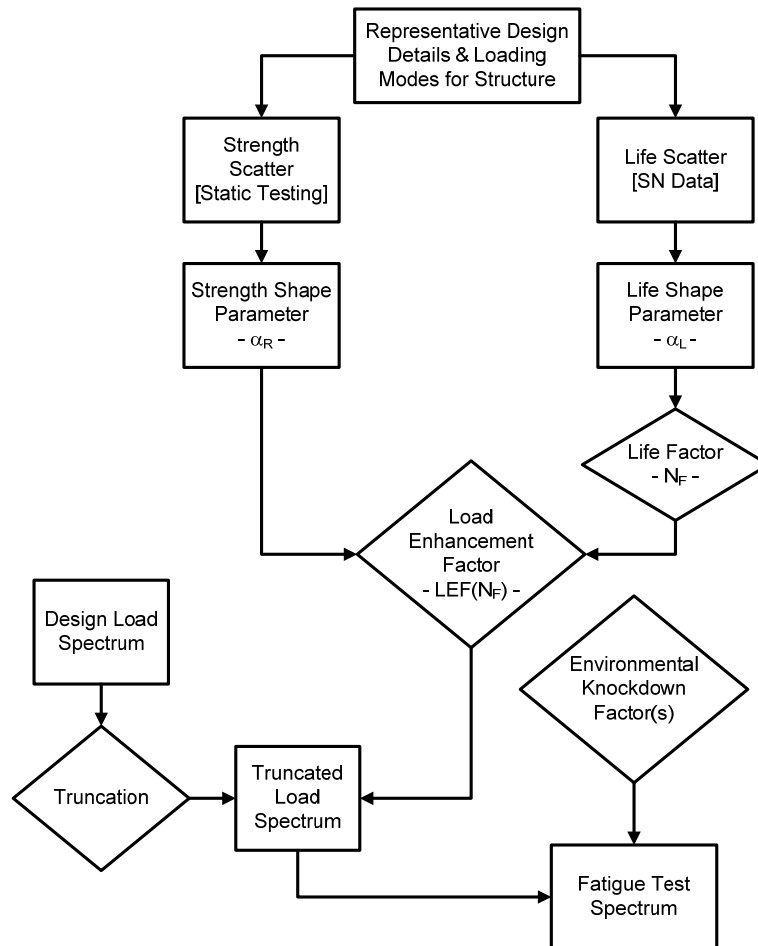 Representative Design
Details & Loading
Modes for Structure
Strength
Scatter
[Static Testing]
Life Scatter
[SN Data]
Strength Shape
Parameter
- αR -
Life Shape
Parameter
- αL -
Life Factor
- NF -
Load
Enhancement
Factor
- LEF(NF) -
Design Load
Spectrum
Environmental
Knockdown
Factor(s)
Truncation
Truncated
Load
Spectrum
Fatigue Test
Spectrum